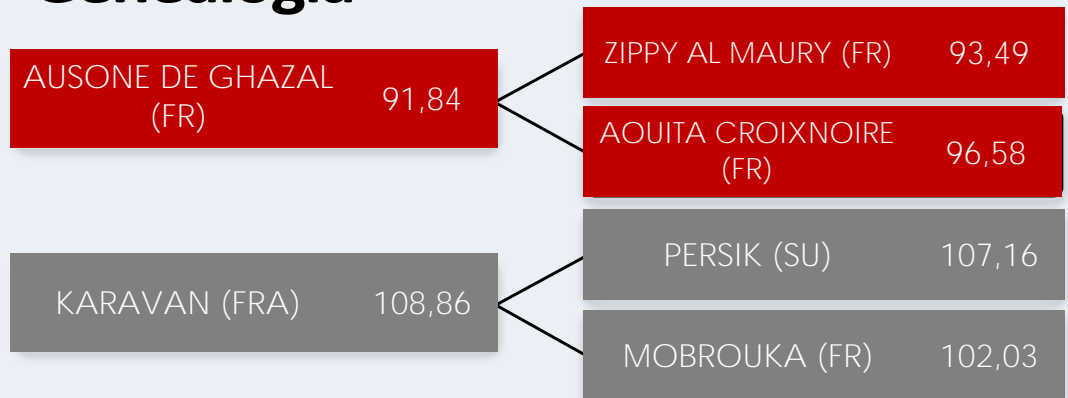 AUSONE DE GHAZAL
(FR)
91,84
ZIPPY AL MAURY (FR)
93,49
AOUITA CROIXNOIRE
(FR)
96,58
KARAVAN (FRA)
108,86
PERSIK (SU)
107,16
MOBROUKA (FR)
102,03